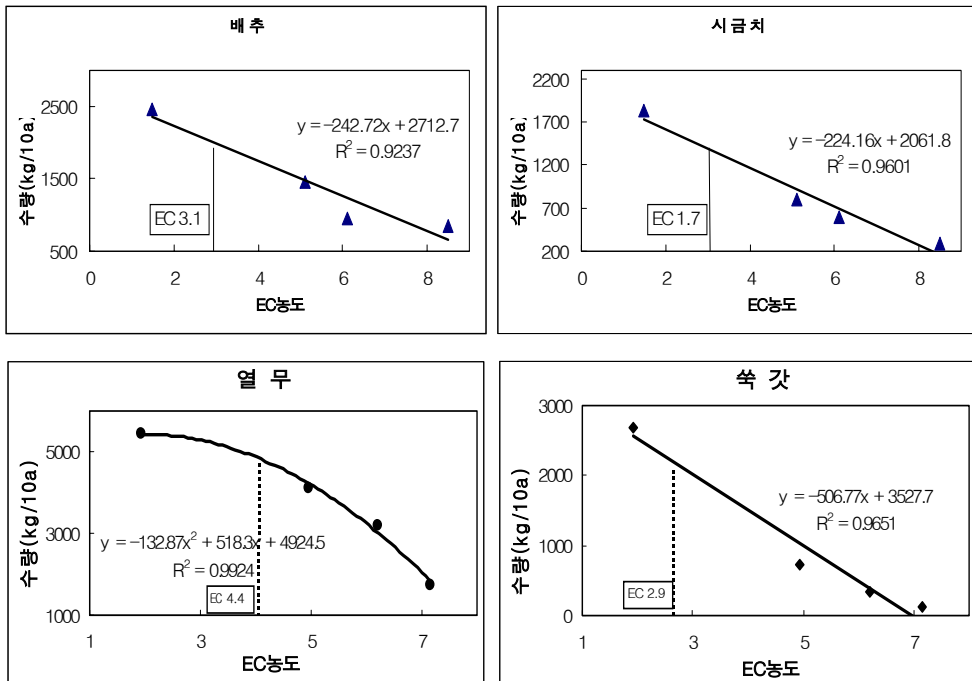 배추
수량(kg/10a)
2500
1500
500
y = -242.72x + 2712.7
R² = 0.9237
EC 3.1
0 2 4 6 8
EC농도
시금치
수량(kg/10a)
2200
1700
1200
700
200
y = -224.16x + 2061.8
R² = 0.9601
EC 1.7
0 2 4 6 8
EC농도
열 무
수량(kg/10a)
5000
3000
1000
y = -132.87x² + 518.3x + 4924.5
R² = 0.9924
EC 4.4
1 3 5 7
EC농도
쑥 갓
수량(kg/10a)
3000
2000
1000
0
y = -506.77x + 3527.7
R² = 0.9651
EC 2.9
1 3 5 7
EC농도